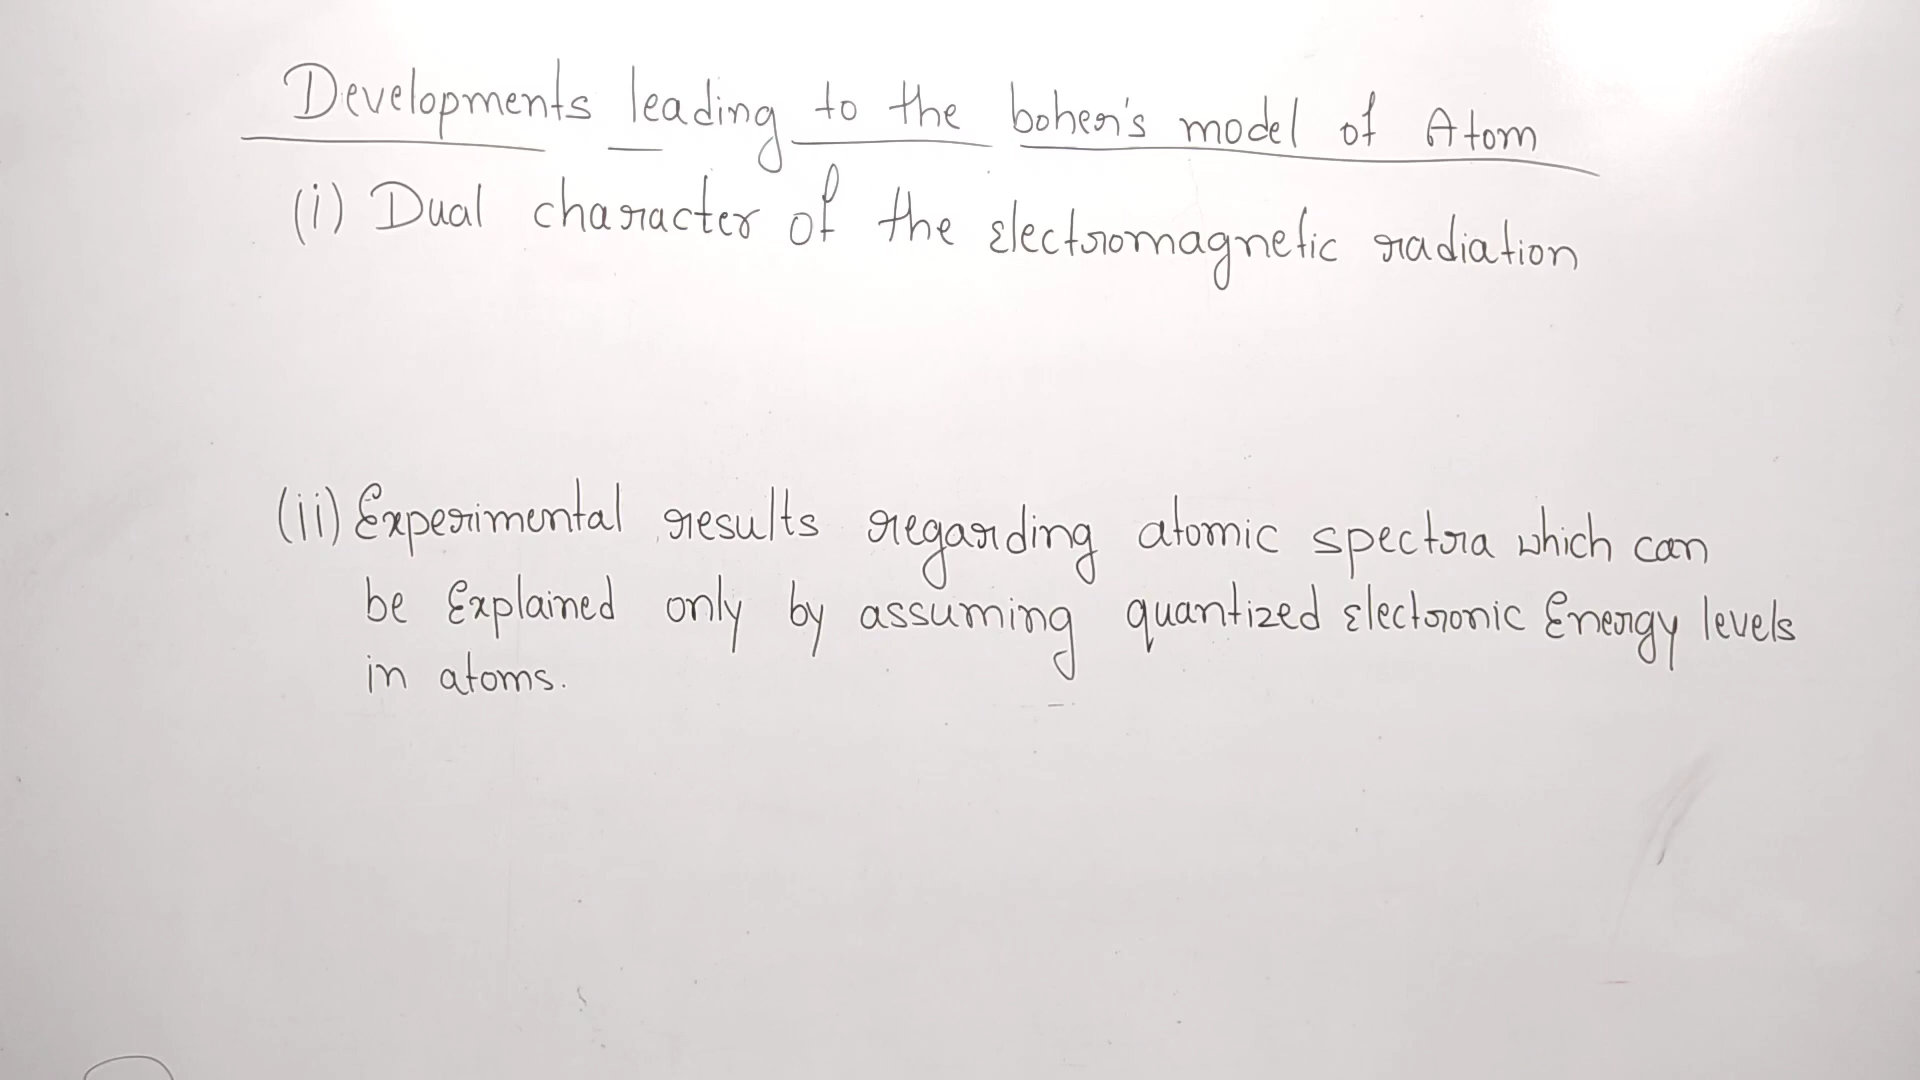 Developments leading to the boher's model of Atom
(i) Dual character of the electromagnetic radiation
(ii) Experimental results regarding atomic spectra which can
be Explained only by assuming quantized electronic Energy levels
in atoms.